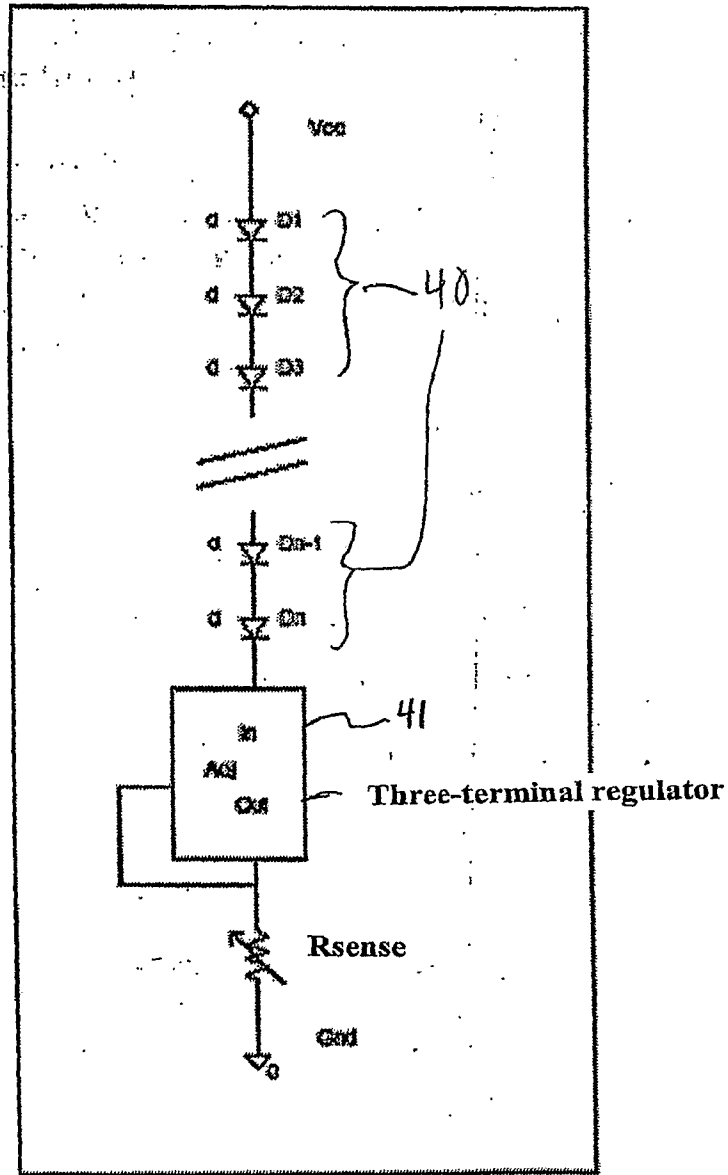 Vcc
d D1
d D2
40
d D3
d Dn-1
d Dn
41
In
Adj
Out
Three-terminal regulator
Rsense
Gnd
0